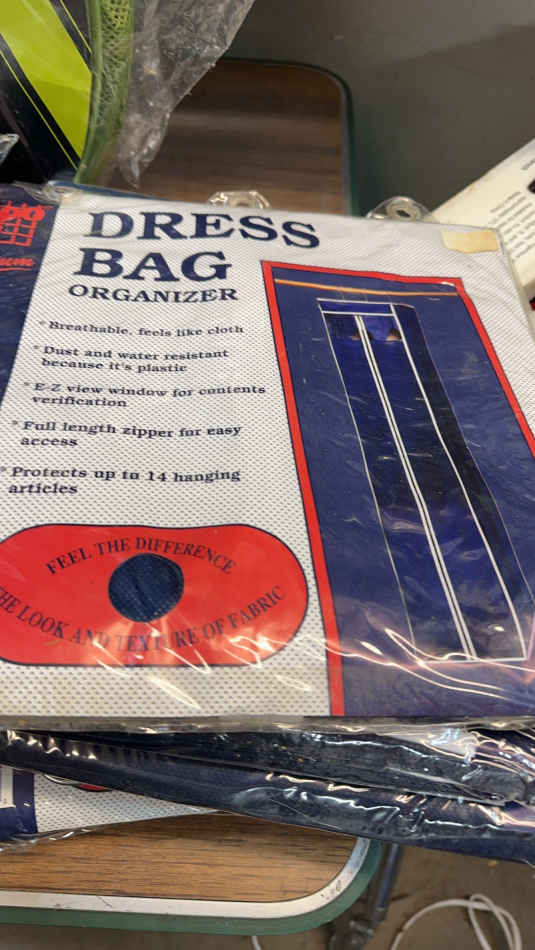 DRESS
BAG
ORGANIZER
* Breathable, feels like cloth
* Dust and water resistant
because it's plastic
* E-Z view window for contents
verification
* Full length zipper for easy
access
* Protects up to 14 hanging
articles
FEEL THE DIFFERENCE
THE LOOK AND TEXTURE OF FABRIC